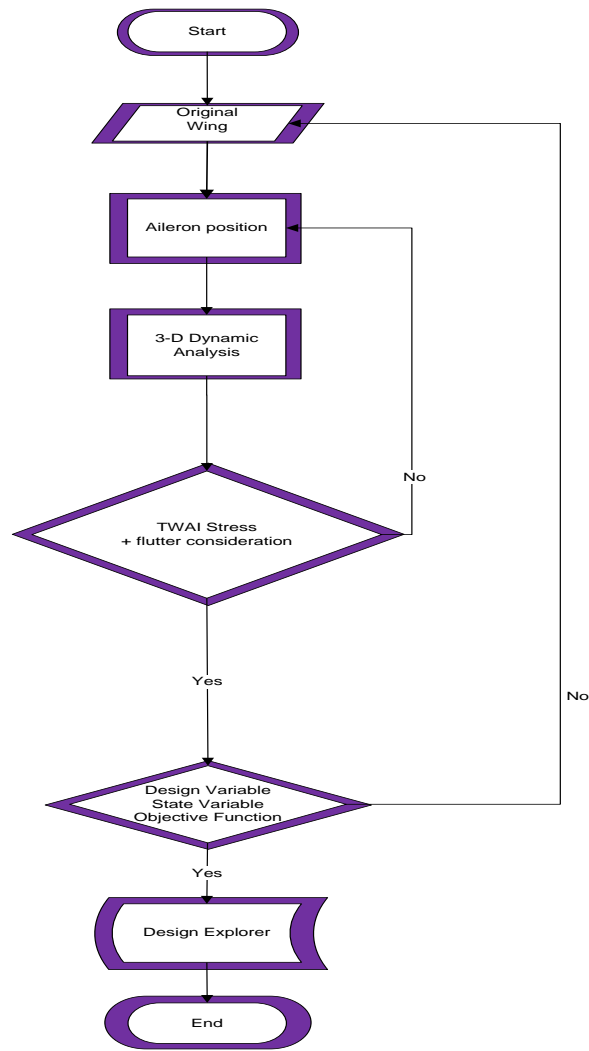 Start
Original
Wing
Aileron position
3-D Dynamic
Analysis
No
TWAI Stress
+ flutter consideration
Yes
No
Design Variable
State Variable
Objective Function
Yes
Design Explorer
End